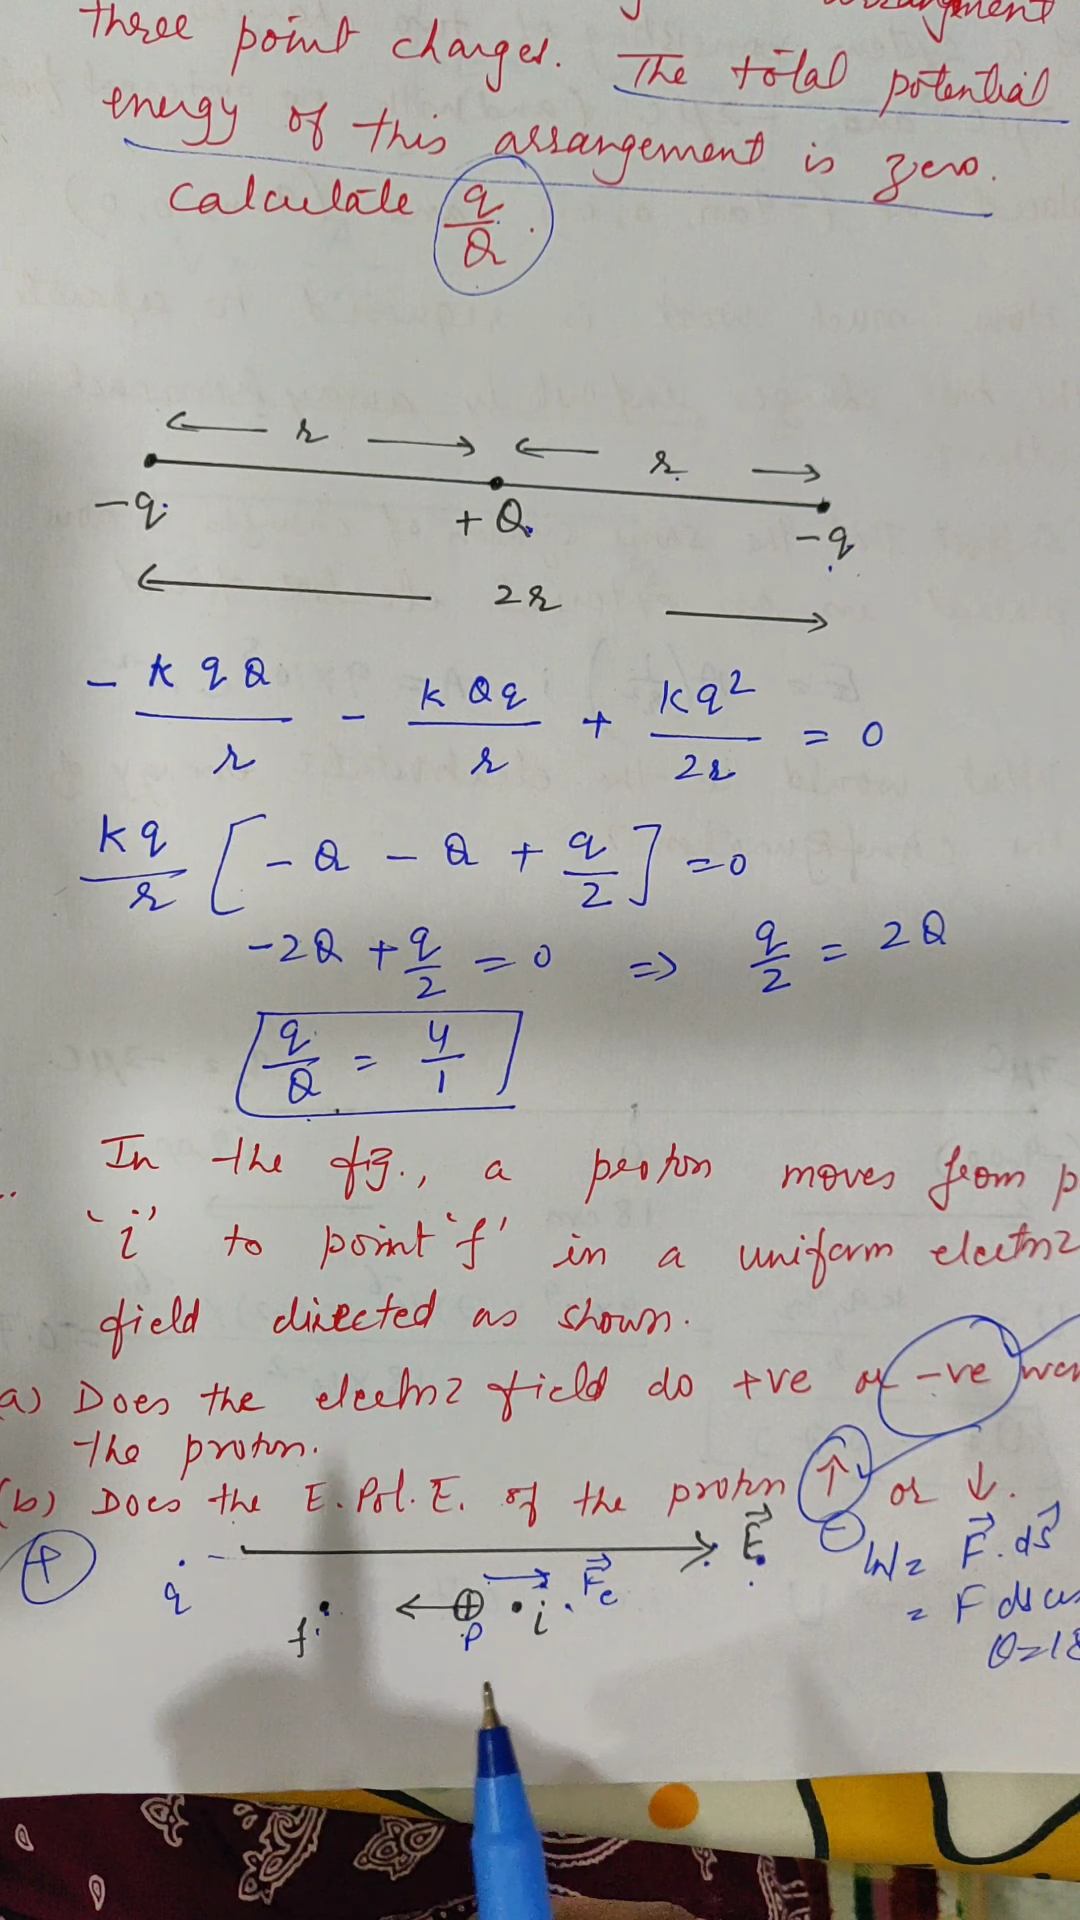 three point charges. The total potential
energy of this arrangement is zero.
Calculate q/Q.
← r → ← r →
-q +Q -q
← 2r →
- kqQ/r - kQq/r + kq²/2r = 0
kq/r [ -Q - Q + q/2 ] = 0
-2Q + q/2 = 0 ⇒ q/2 = 2Q
q/Q = 4/1
In the fig., a proton moves from p
'i' to point 'f' in a uniform electric
field directed as shown.
a) Does the electric field do +ve or -ve wor
the proton.
(b) Does the E. Pot. E. of the proton ↑ or ↓.
+ q → E⃗ - W = F⃗.ds⃗
f ← ⊕ i → F⃗e = F ds cos
P θ=18